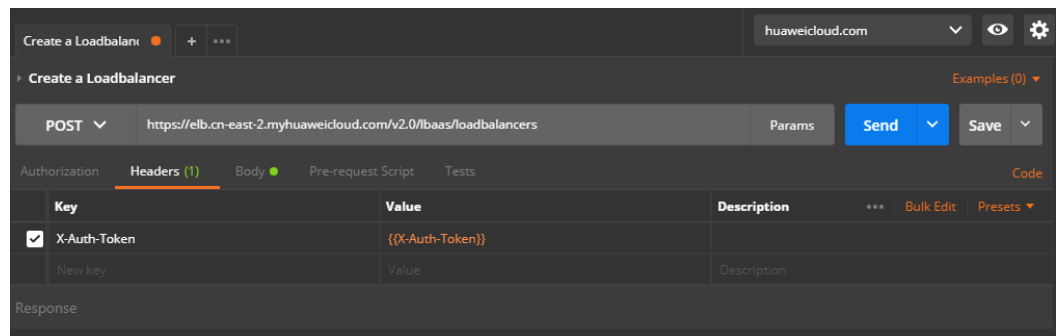 Create a Loadbalanc + ••• huaweicloud.com
Create a Loadbalancer Examples (0)
POST https://elb.cn-east-2.myhuaweicloud.com/v2.0/lbaas/loadbalancers Params Send Save
Authorization Headers (1) Body Pre-request Script Tests Code
Key Value Description ••• Bulk Edit Presets
X-Auth-Token {{X-Auth-Token}}
New key Value Description
Response